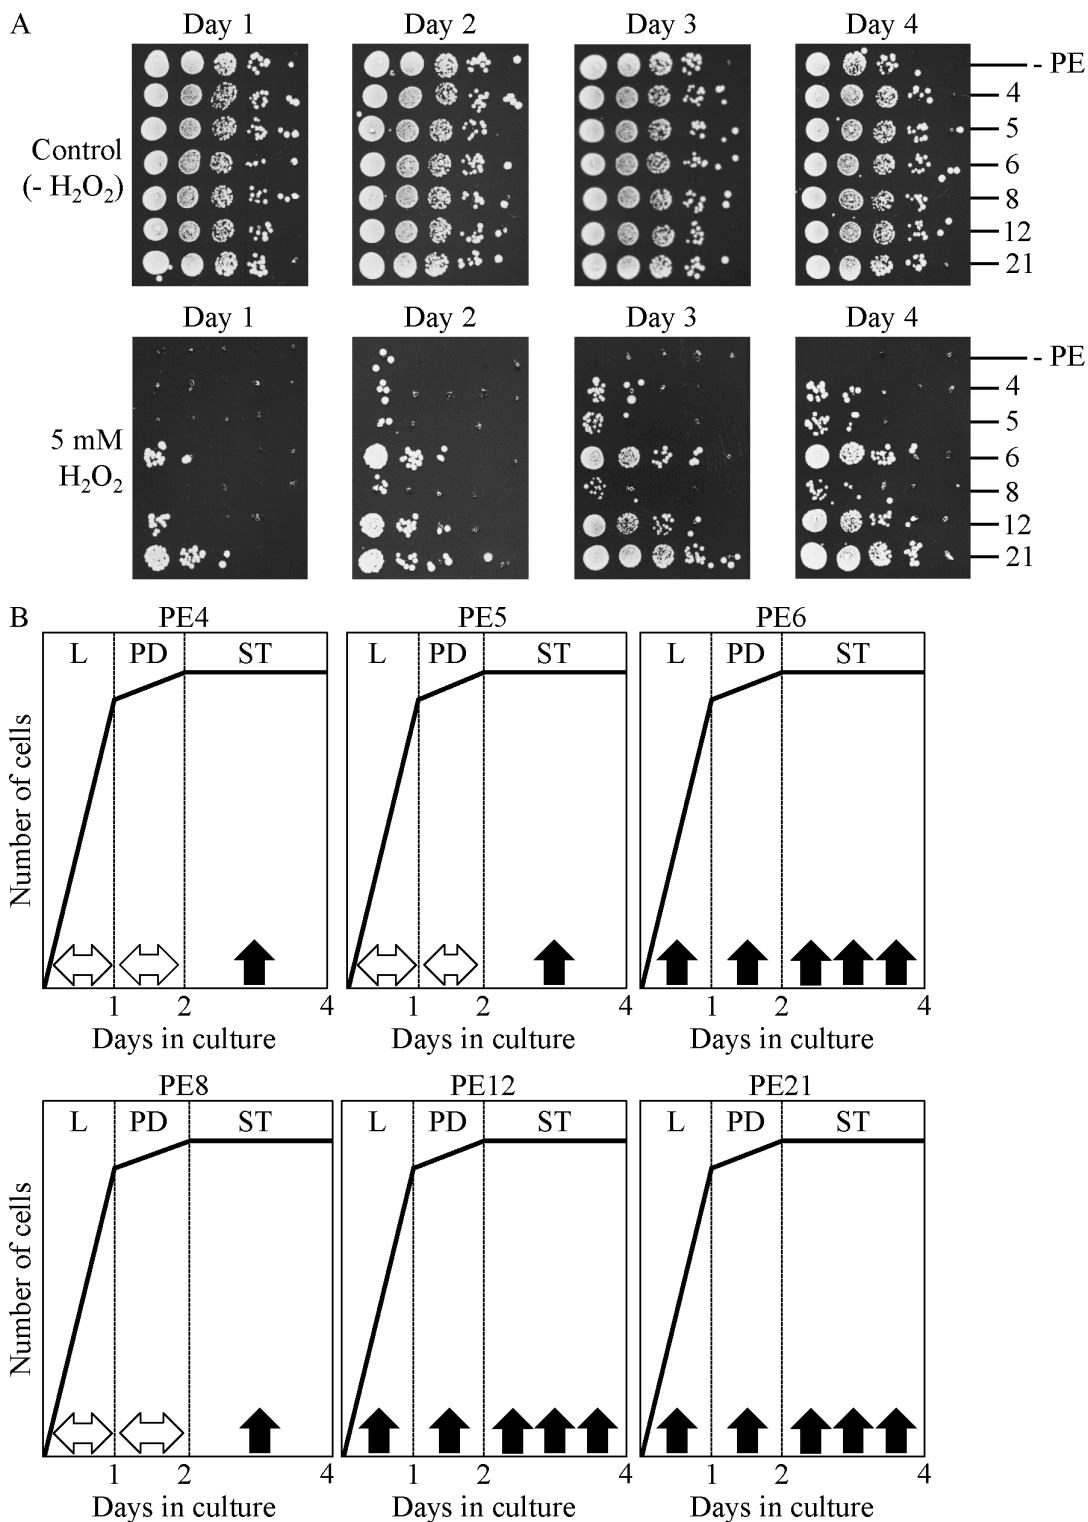 A
Day 1 Day 2 Day 3 Day 4
Control
(- H₂O₂)
- PE
4
5
6
8
12
21
Day 1 Day 2 Day 3 Day 4
5 mM
H₂O₂
- PE
4
5
6
8
12
21
B
PE4 PE5 PE6
L PD ST L PD ST L PD ST
Number of cells
1 2 4 1 2 4 1 2 4
Days in culture Days in culture Days in culture
PE8 PE12 PE21
L PD ST L PD ST L PD ST
Number of cells
1 2 4 1 2 4 1 2 4
Days in culture Days in culture Days in culture